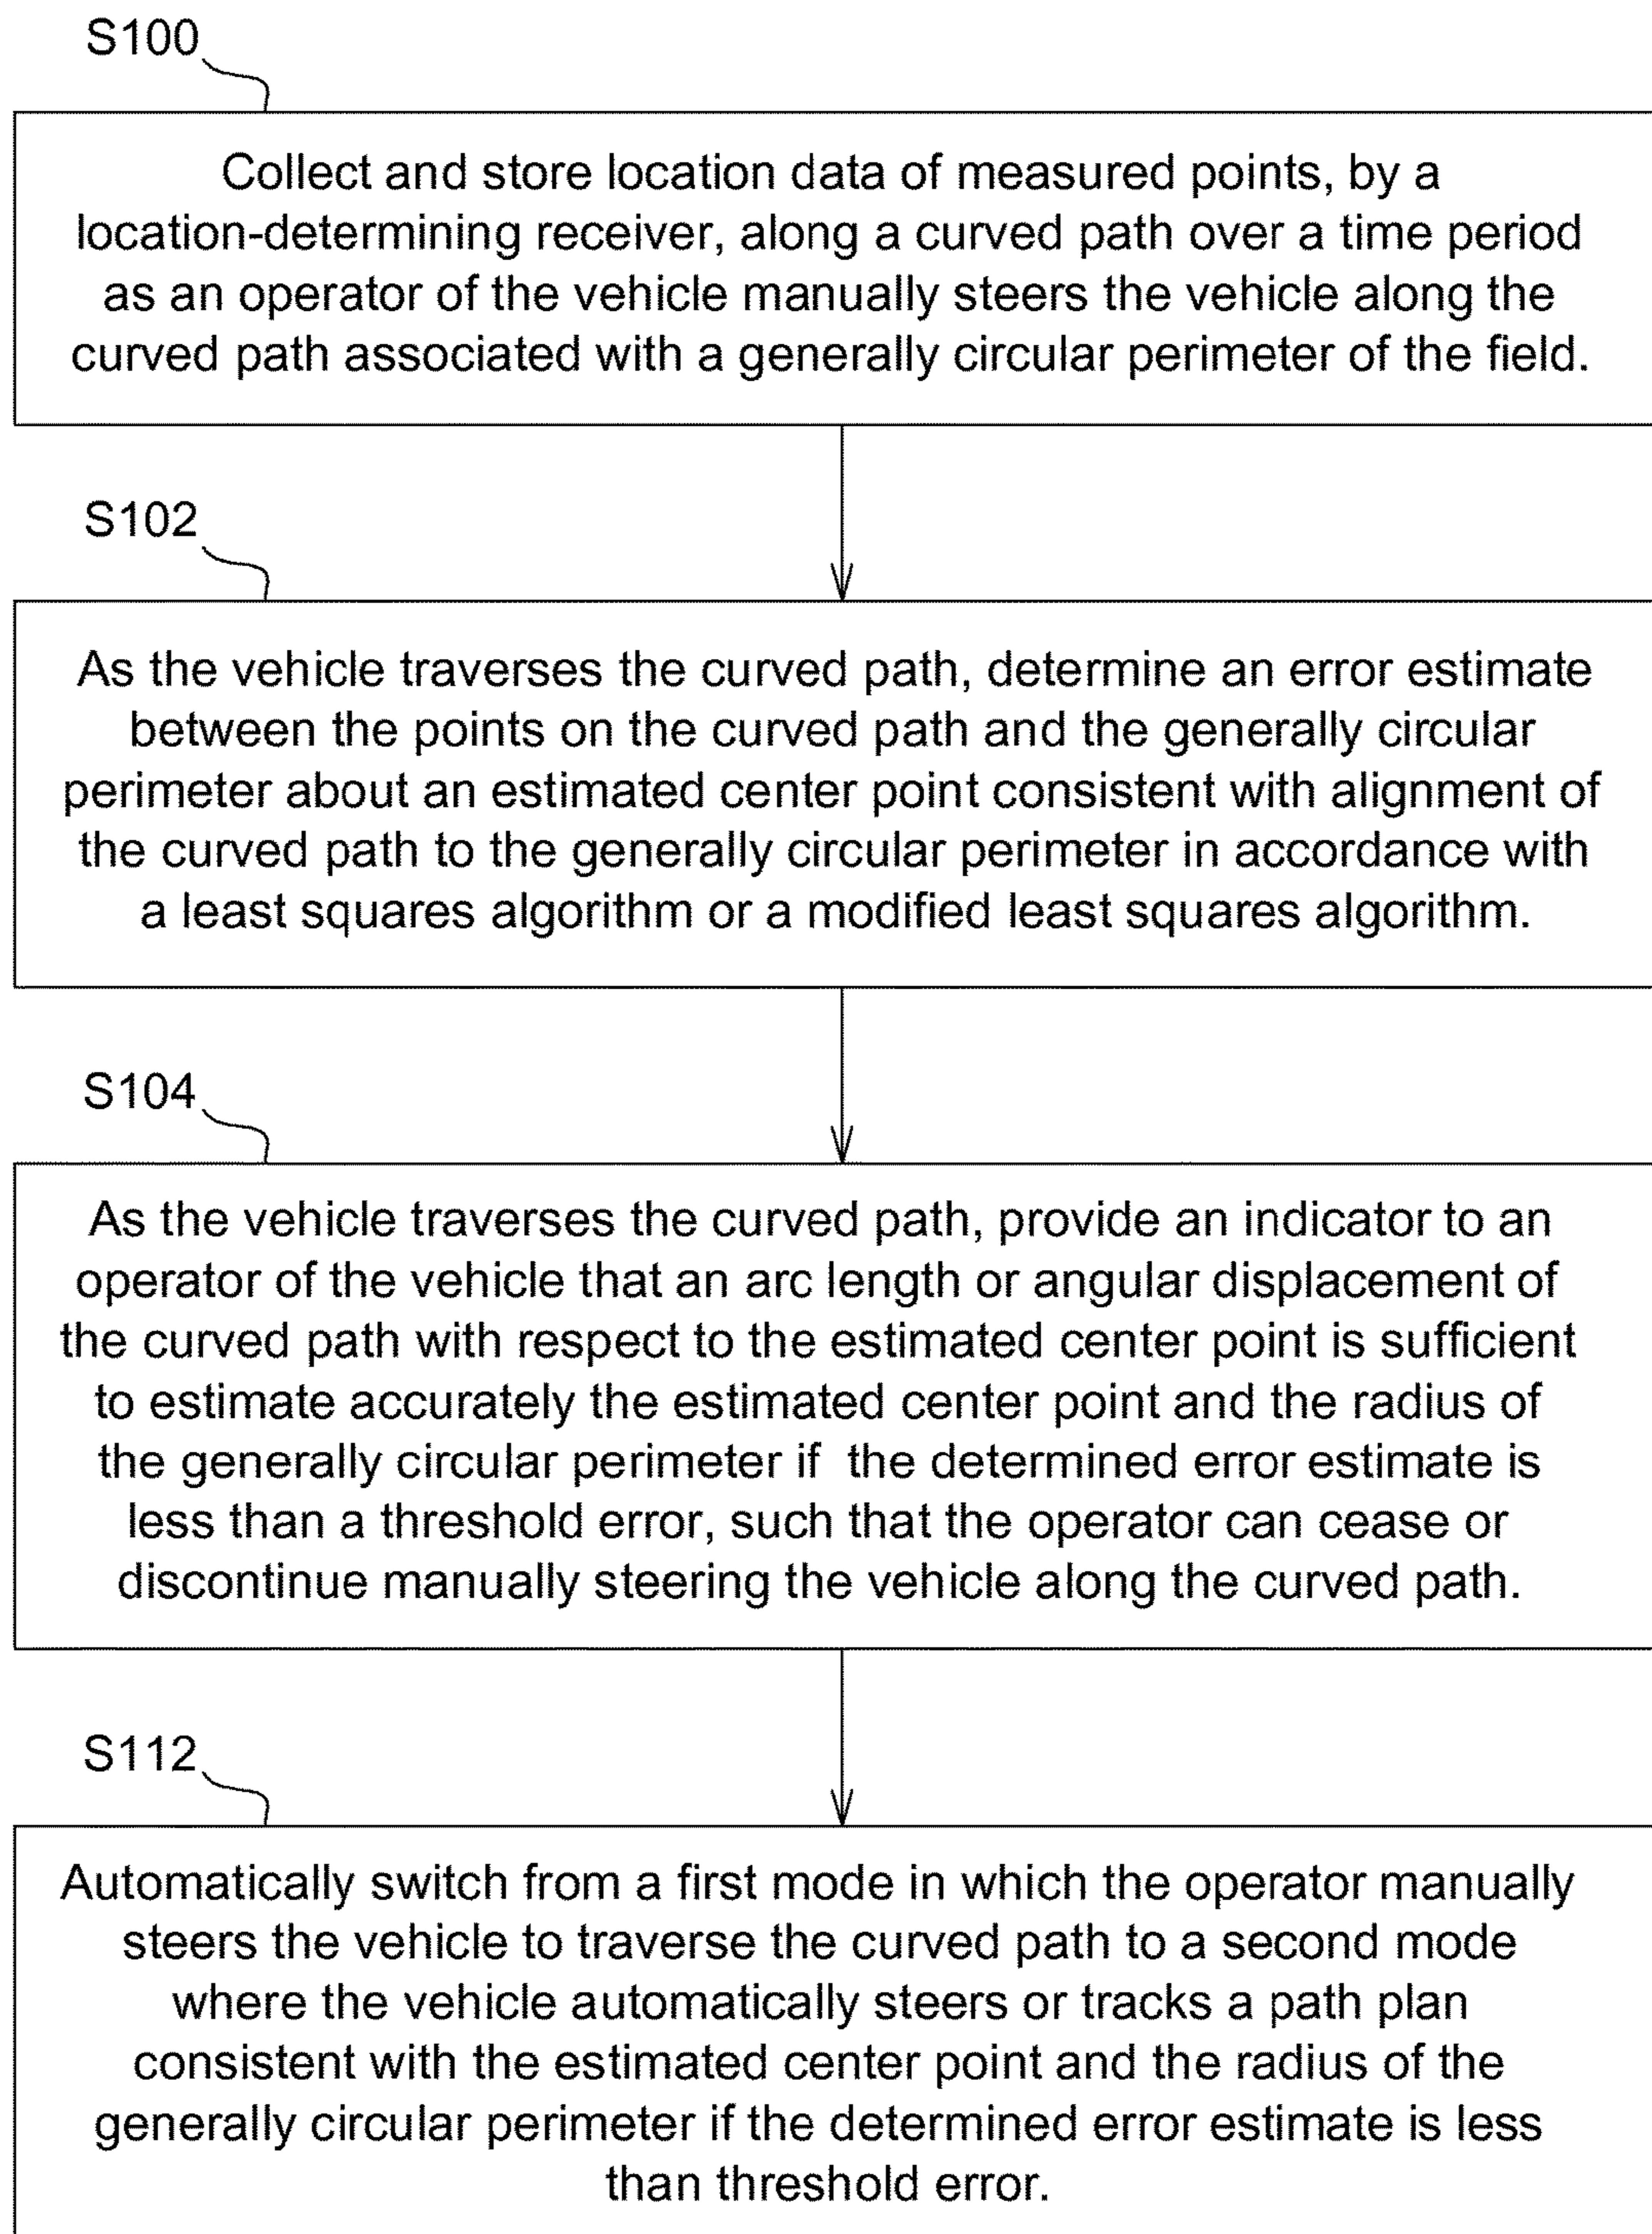 S100
Collect and store location data of measured points, by a
location-determining receiver, along a curved path over a time period
as an operator of the vehicle manually steers the vehicle along the
curved path associated with a generally circular perimeter of the field.
S102
As the vehicle traverses the curved path, determine an error estimate
between the points on the curved path and the generally circular
perimeter about an estimated center point consistent with alignment of
the curved path to the generally circular perimeter in accordance with
a least squares algorithm or a modified least squares algorithm.
S104
As the vehicle traverses the curved path, provide an indicator to an
operator of the vehicle that an arc length or angular displacement of
the curved path with respect to the estimated center point is sufficient
to estimate accurately the estimated center point and the radius of
the generally circular perimeter if the determined error estimate is
less than a threshold error, such that the operator can cease or
discontinue manually steering the vehicle along the curved path.
S112
Automatically switch from a first mode in which the operator manually
steers the vehicle to traverse the curved path to a second mode
where the vehicle automatically steers or tracks a path plan
consistent with the estimated center point and the radius of the
generally circular perimeter if the determined error estimate is less
than threshold error.